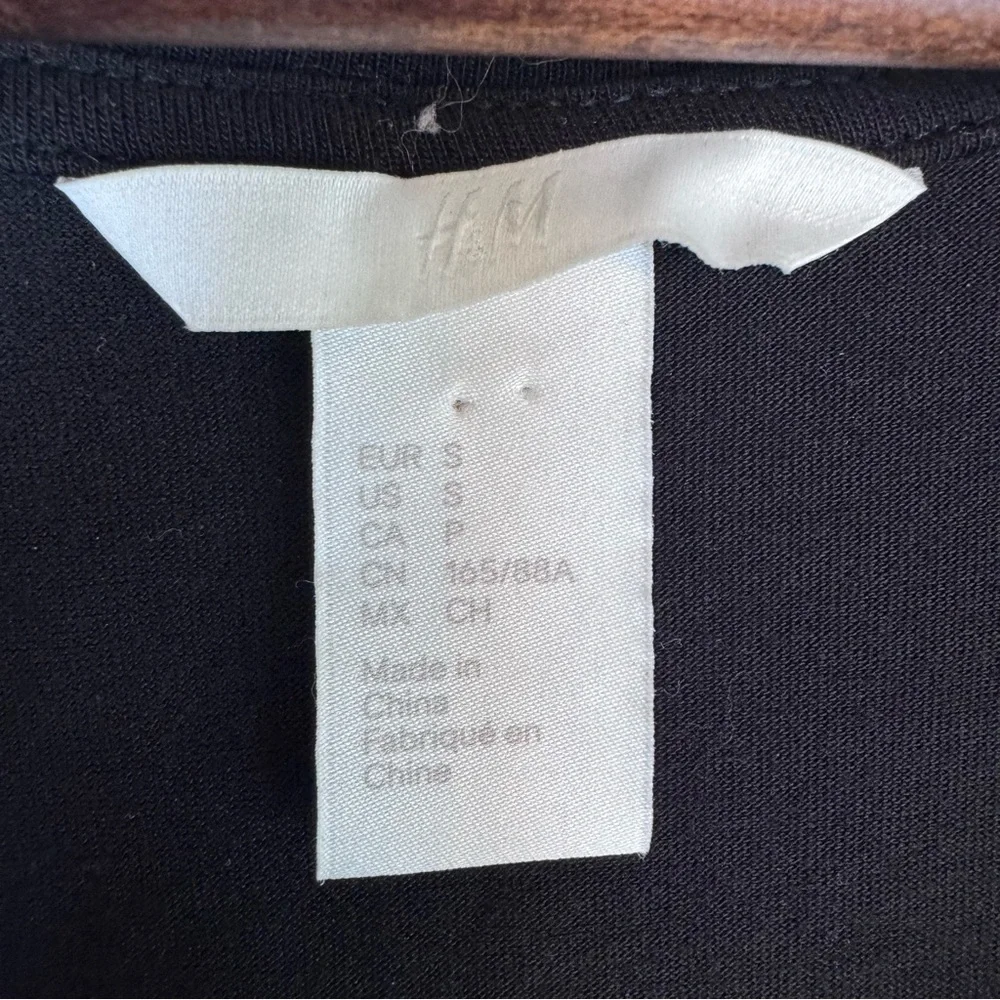 H&M
EUR S
US S
CA P
CN 165/88A
MX CH
Made in
China
Fabriqué en
Chine